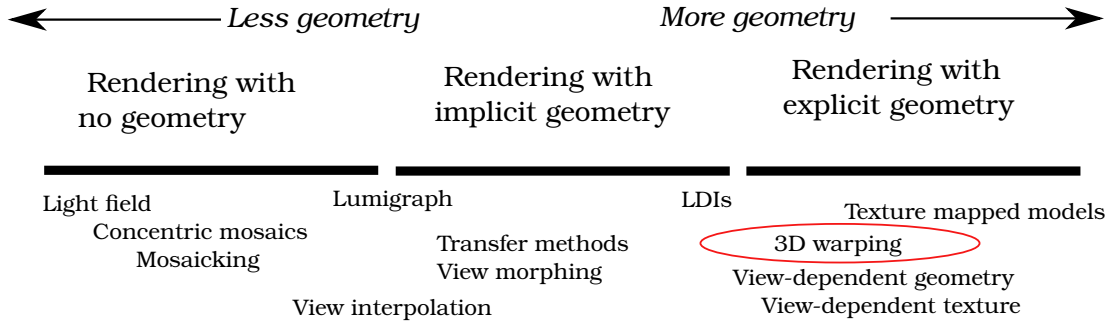 Less geometry
More geometry
Rendering with
no geometry
Rendering with
implicit geometry
Rendering with
explicit geometry
Light field
Concentric mosaics
Mosaicking
Lumigraph
View interpolation
Transfer methods
View morphing
LDIs
Texture mapped models
3D warping
View-dependent geometry
View-dependent texture